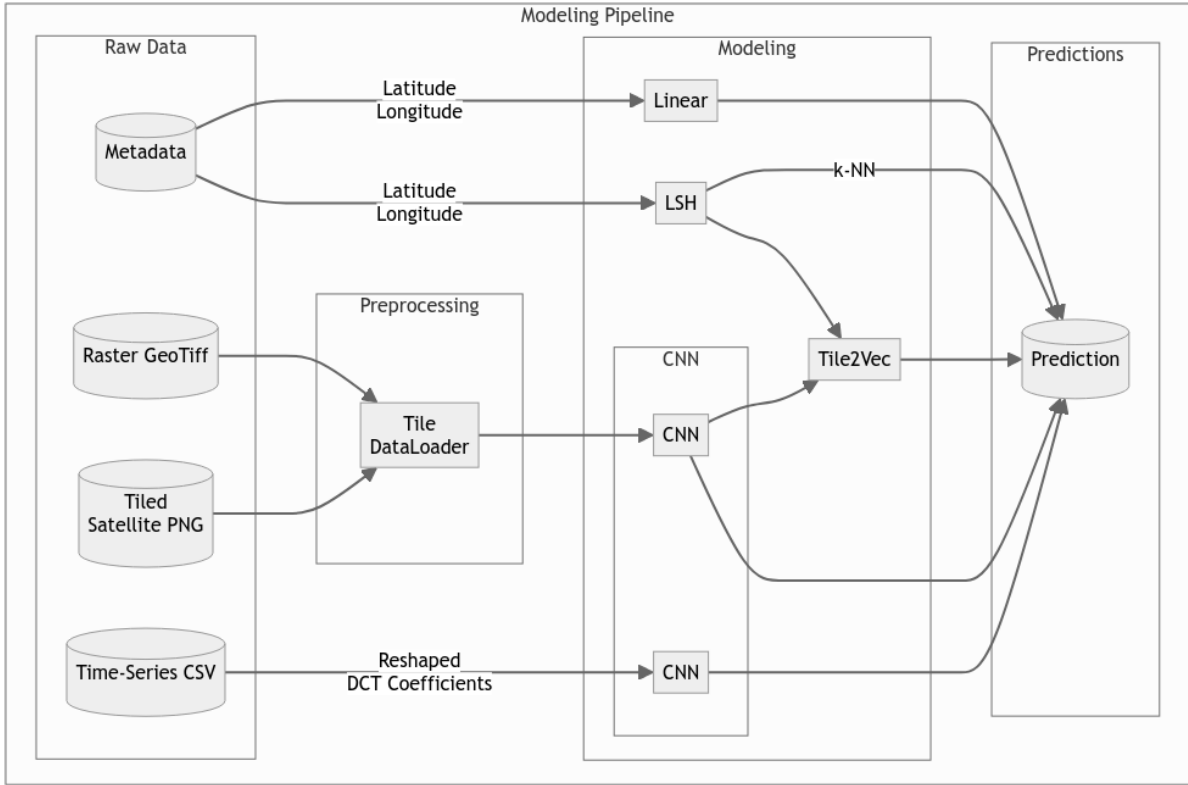 Modeling Pipeline
Raw Data
Modeling
Predictions
Latitude
Longitude
Linear
Metadata
k-NN
Latitude
Longitude
LSH
Preprocessing
Raster GeoTiff
CNN
Tile2Vec
Prediction
Tile
DataLoader
CNN
Tiled
Satellite PNG
Time-Series CSV
Reshaped
DCT Coefficients
CNN